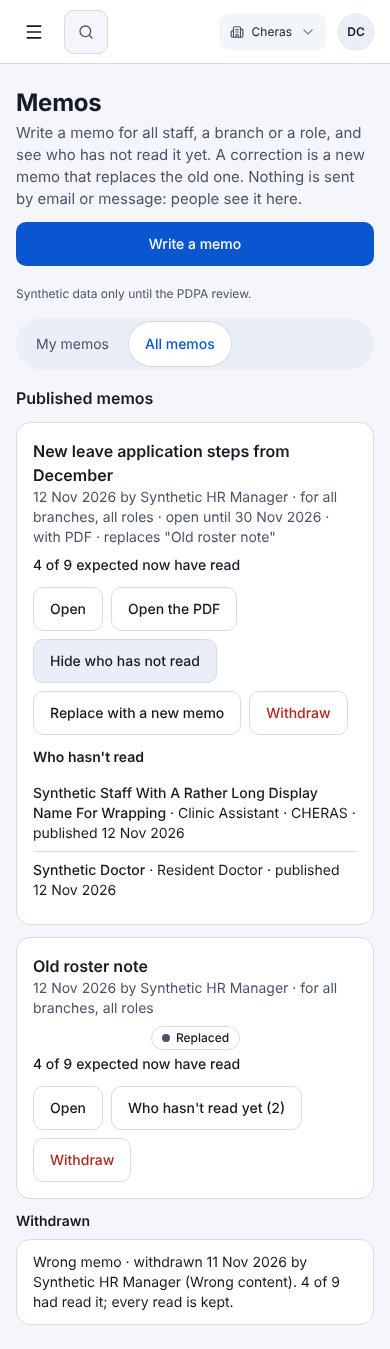 Cheras
DC
Memos
Write a memo for all staff, a branch or a role, and
see who has not read it yet. A correction is a new
memo that replaces the old one. Nothing is sent
by email or message: people see it here.
Write a memo
Synthetic data only until the PDPA review.
My memos
All memos
Published memos
New leave application steps from
December
12 Nov 2026 by Synthetic HR Manager · for all
branches, all roles · open until 30 Nov 2026 ·
with PDF · replaces "Old roster note"
4 of 9 expected now have read
Open
Open the PDF
Hide who has not read
Replace with a new memo
Withdraw
Who hasn't read
Synthetic Staff With A Rather Long Display
Name For Wrapping · Clinic Assistant · CHERAS ·
published 12 Nov 2026
Synthetic Doctor · Resident Doctor · published
12 Nov 2026
Old roster note
12 Nov 2026 by Synthetic HR Manager · for all
branches, all roles
Replaced
4 of 9 expected now have read
Open
Who hasn't read yet (2)
Withdraw
Withdrawn
Wrong memo · withdrawn 11 Nov 2026 by
Synthetic HR Manager (Wrong content). 4 of 9
had read it; every read is kept.